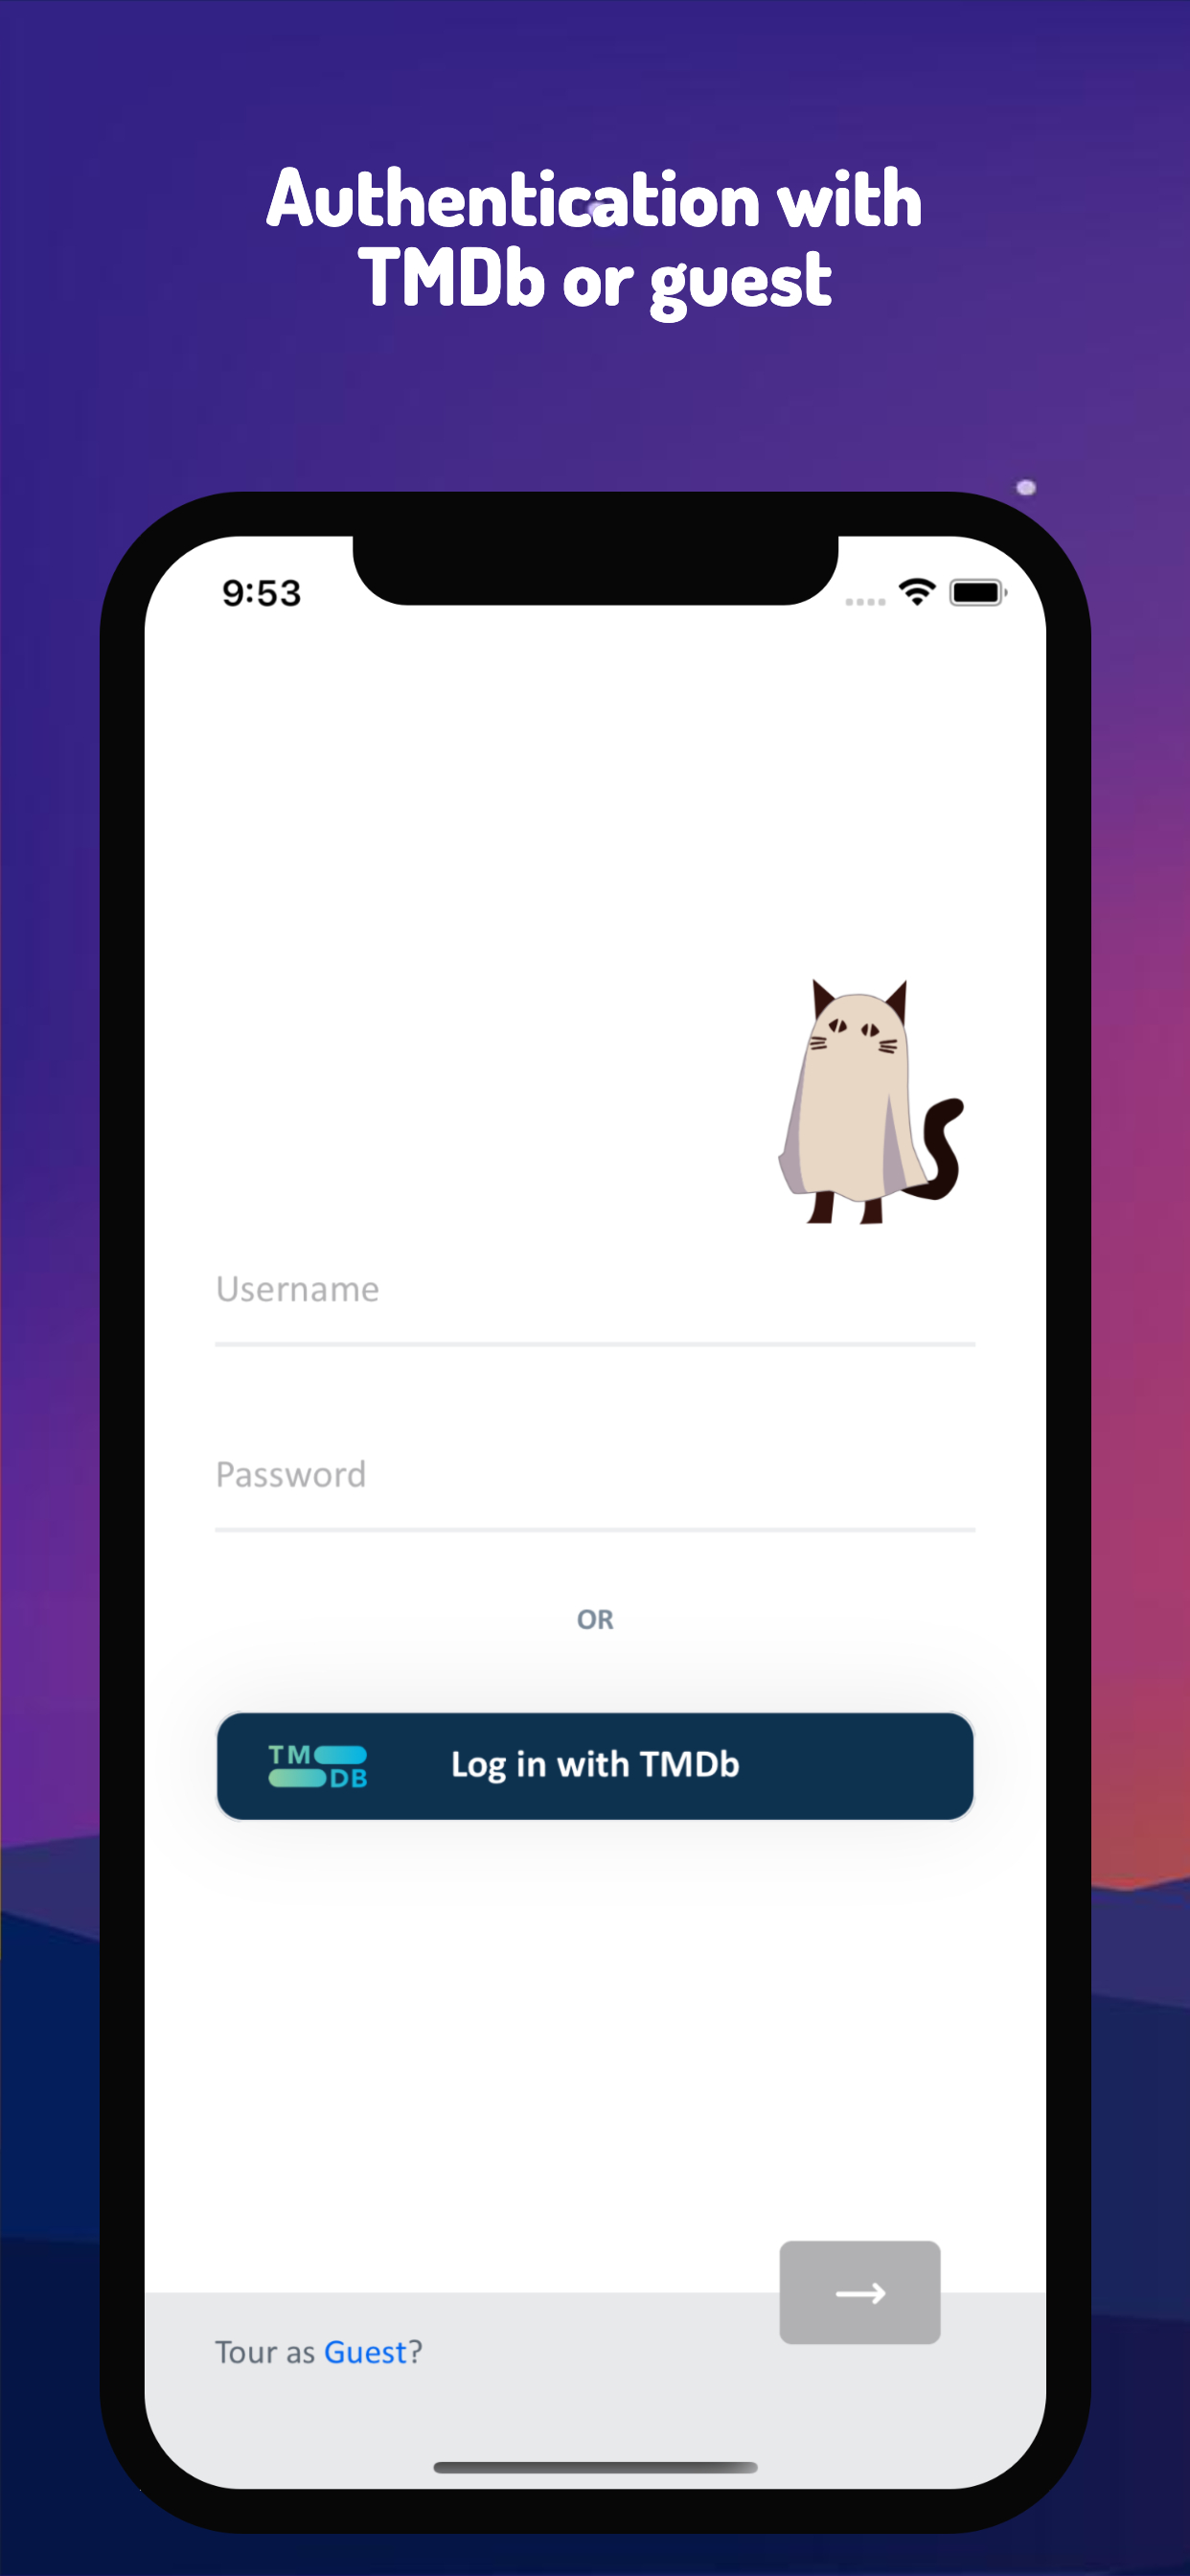 Authentication with
TMDb or guest
9:53
Username
Password
OR
TM
DB
Log in with TMDb
Tour as Guest?